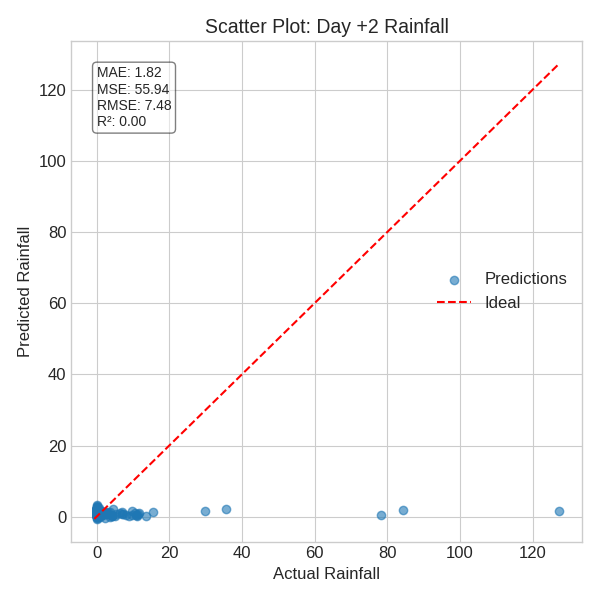 Scatter Plot: Day +2 Rainfall
MAE: 1.82
MSE: 55.94
RMSE: 7.48
R²: 0.00
120
100
80
60
40
20
0
Predicted Rainfall
Predictions
Ideal
0 20 40 60 80 100 120
Actual Rainfall